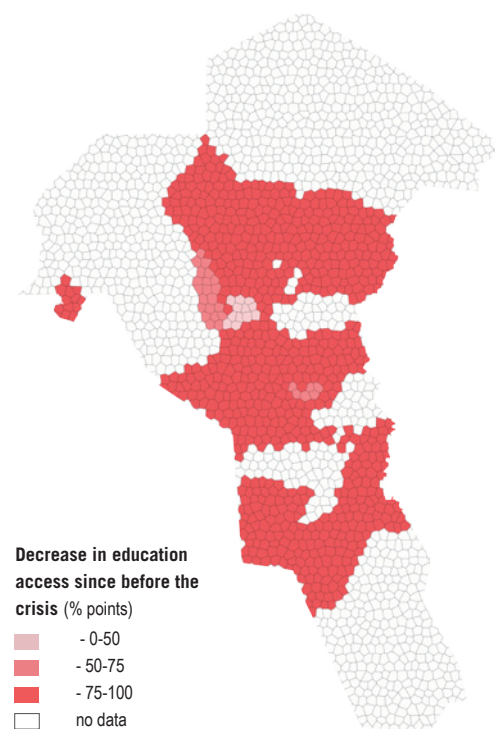 Decrease in education
access since before the
crisis (% points)
- 0-50
- 50-75
- 75-100
no data